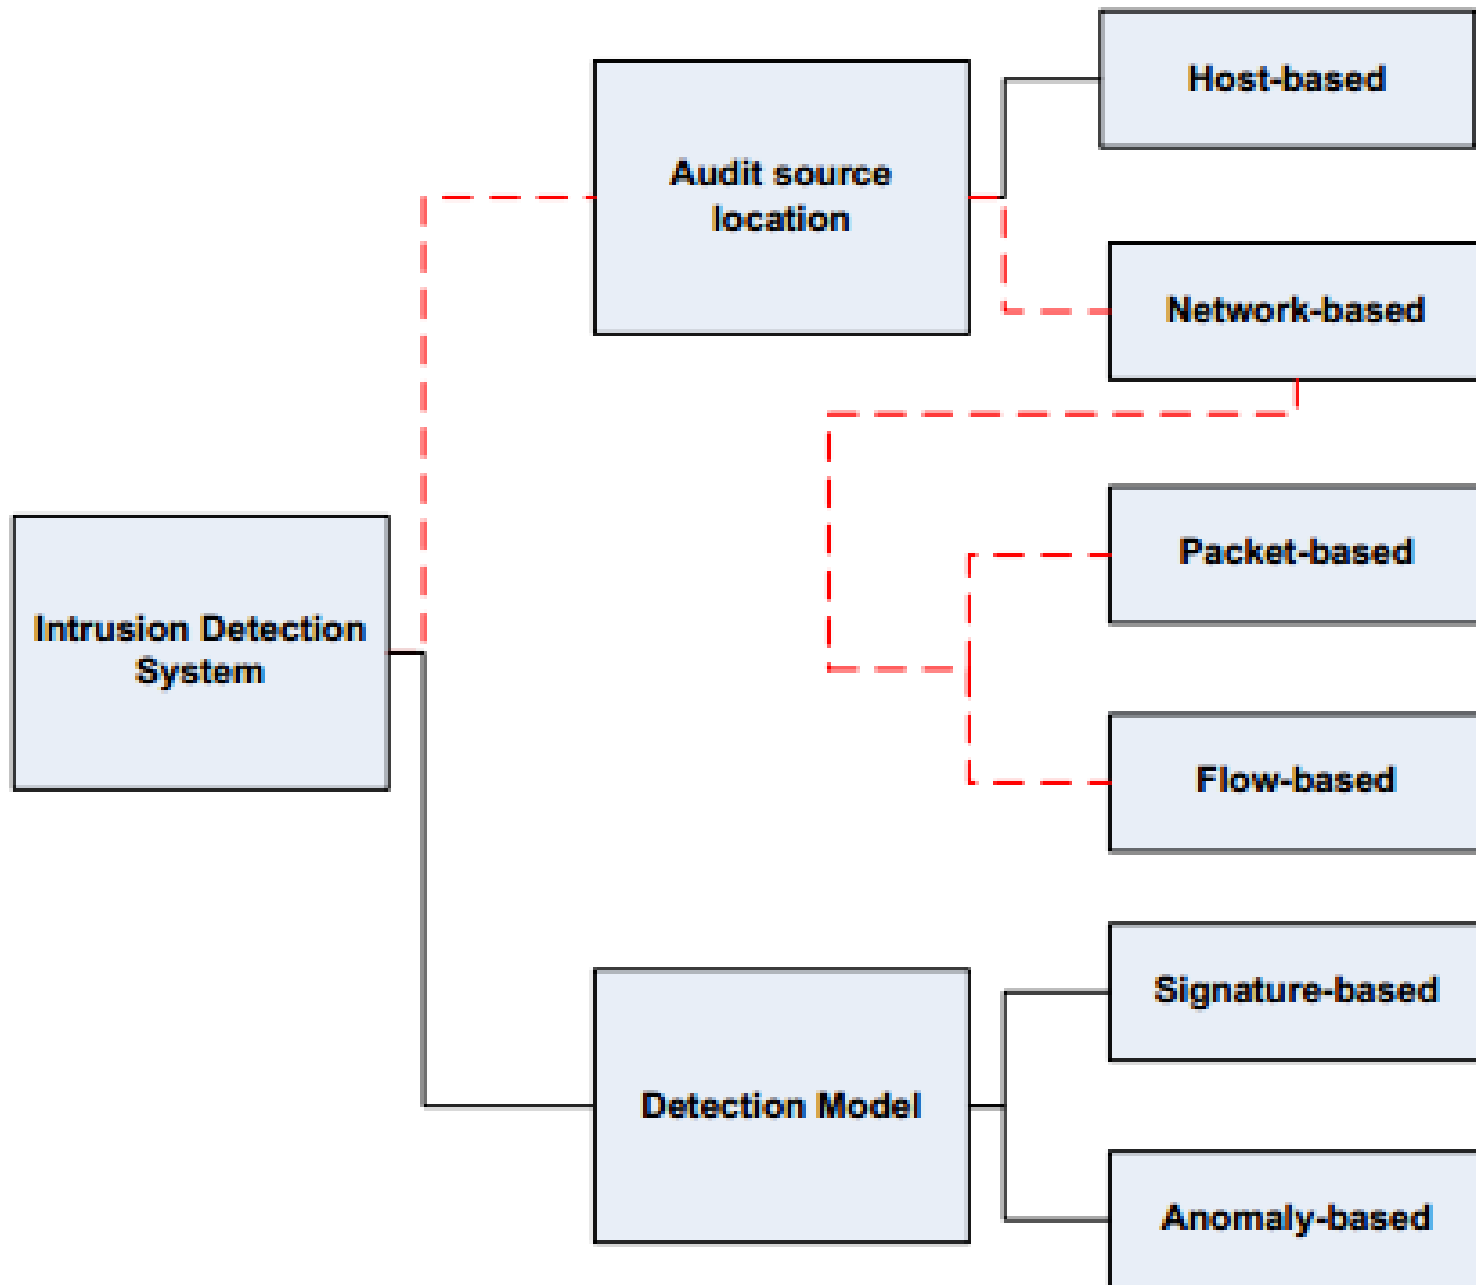 Host-based
Audit source
location
Network-based
Packet-based
Intrusion Detection
System
Flow-based
Signature-based
Detection Model
Anomaly-based